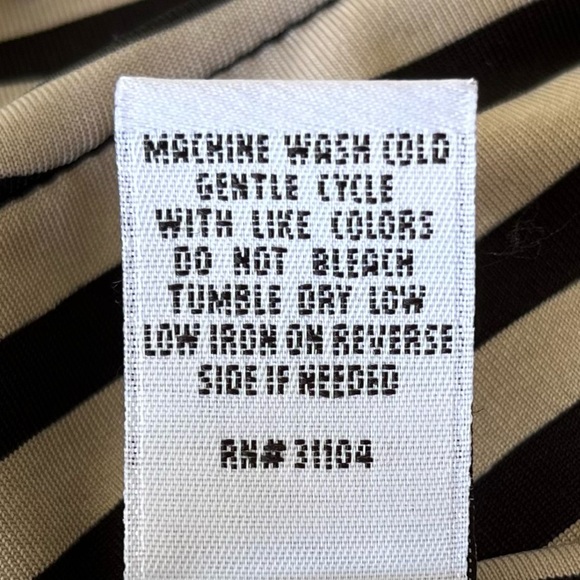 MACHINE WASH COLD
GENTLE CYCLE
WITH LIKE COLORS
DO NOT BLEACH
TUMBLE DRY LOW
LOW IRON ON REVERSE
SIDE IF NEEDED
RN# 31104